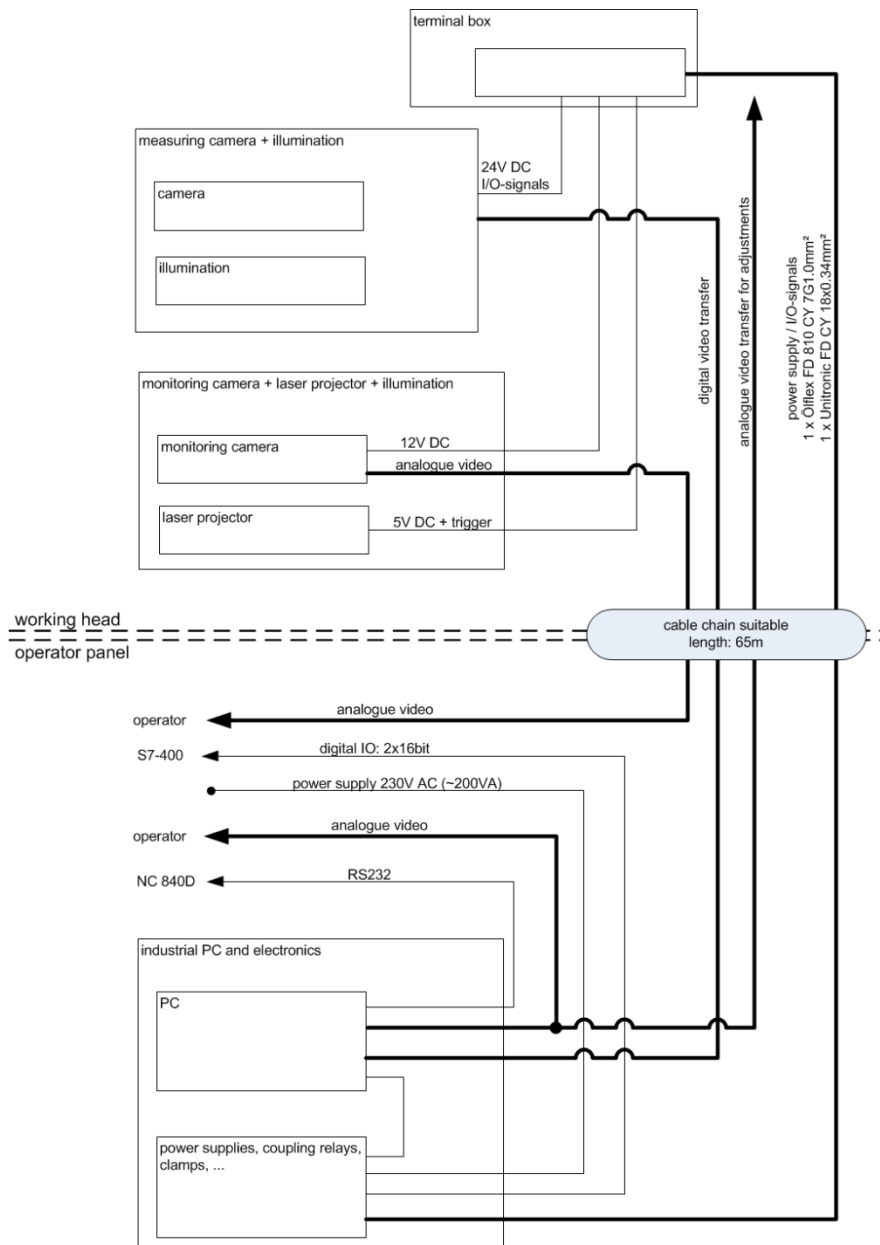 terminal box
measuring camera + illumination
24V DC
I/O-signals
camera
illumination
digital video transfer
analogue video transfer for adjustments
power supply / I/O-signals
1 x Ölflex FD 810 CY 7G1.0mm²
1 x Unitronic FD CY 18x0.34mm²
monitoring camera + laser projector + illumination
monitoring camera
12V DC
analogue video
laser projector
5V DC + trigger
working head
operator panel
cable chain suitable
length: 65m
operator
analogue video
S7-400
digital IO: 2x16bit
power supply 230V AC (~200VA)
operator
analogue video
NC 840D
RS232
industrial PC and electronics
PC
power supplies, coupling relays,
clamps, ...